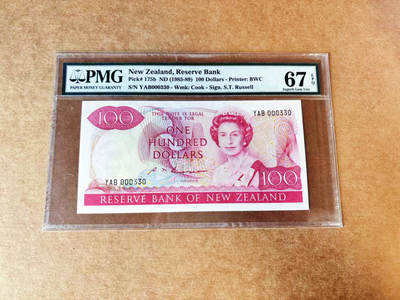 PMG
PAPER MONEY GUARANTY
New Zealand, Reserve Bank
Pick# 175b ND (1985-89) 100 Dollars - Printer: BWC
S/N YAB000330 - Wmk: Cook - Sign. S.T. Russell
67 EPQ
Superb Gem Unc
100
THIS NOTE IS LEGAL
TENDER FOR
ONE
HUNDRED
DOLLARS
YAB 000330
YAB 000330
100
RESERVE BANK OF NEW ZEALAND